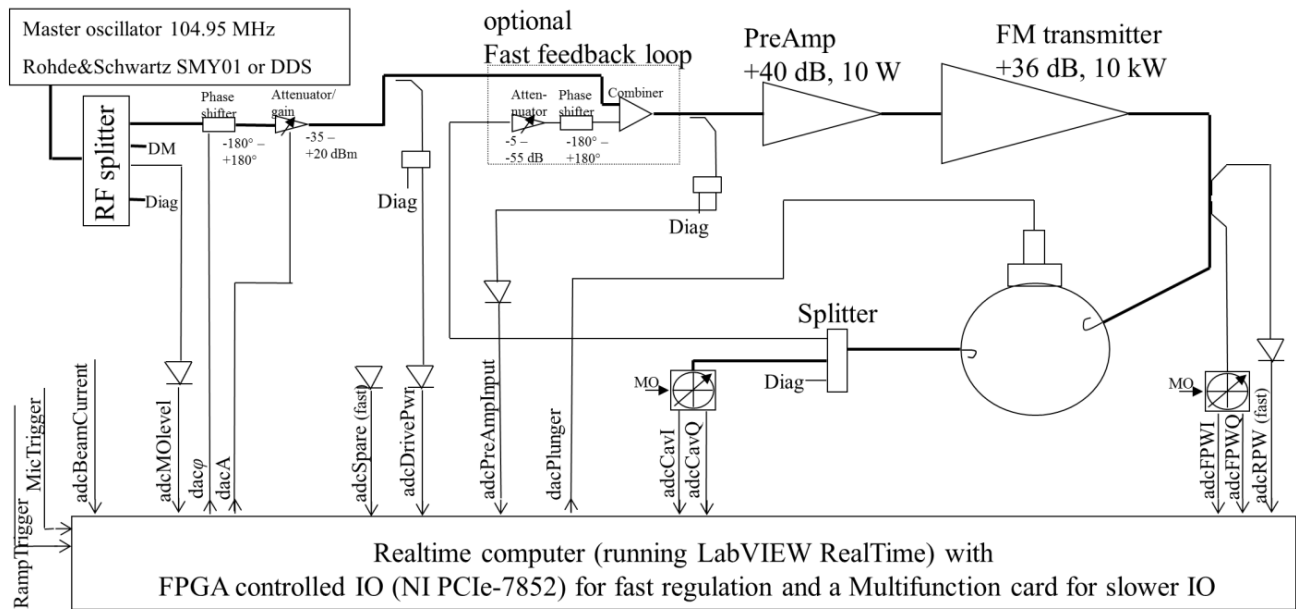 Master oscillator 104.95 MHz
Rohde&Schwartz SMY01 or DDS
optional
Fast feedback loop
PreAmp
+40 dB, 10 W
FM transmitter
+36 dB, 10 kW
RF splitter
DM
Diag
Phase
shifter
-180° –
+180°
Attenuator/
gain
-35 –
+20 dBm
Diag
Atten-
nuator
-5 –
-55 dB
Phase
shifter
-180° –
+180°
Combiner
Diag
Splitter
Diag
MO
MO
RampTrigger
MicTrigger
adcBeamCurrent
adcMOlevel
dacφ
dacA
adcSpare (fast)
adcDrivePwr
adcPreAmpInput
dacPlunger
adcCavI
adcCavQ
adcFPWI
adcFPWQ
adcRPW (fast)
Realtime computer (running LabVIEW RealTime) with
FPGA controlled IO (NI PCIe-7852) for fast regulation and a Multifunction card for slower IO